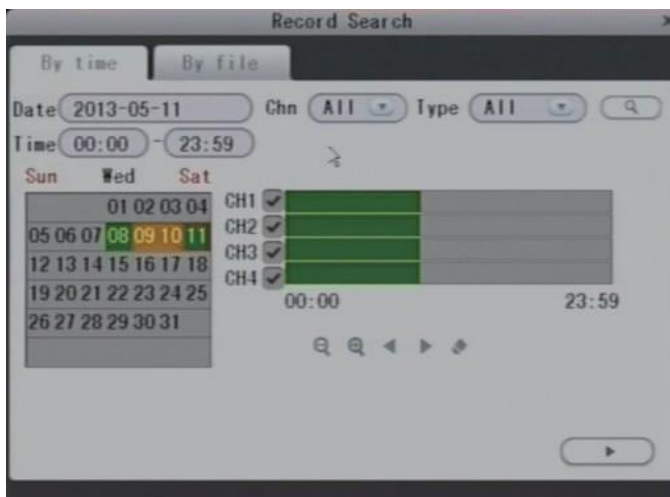 Record Search
By time By file
Date 2013-05-11 Chn All Type All
Time 00:00 - 23:59
Sun Wed Sat
01 02 03 04
05 06 07 08 09 10 11
12 13 14 15 16 17 18
19 20 21 22 23 24 25
26 27 28 29 30 31
CH1
CH2
CH3
CH4
00:00 23:59